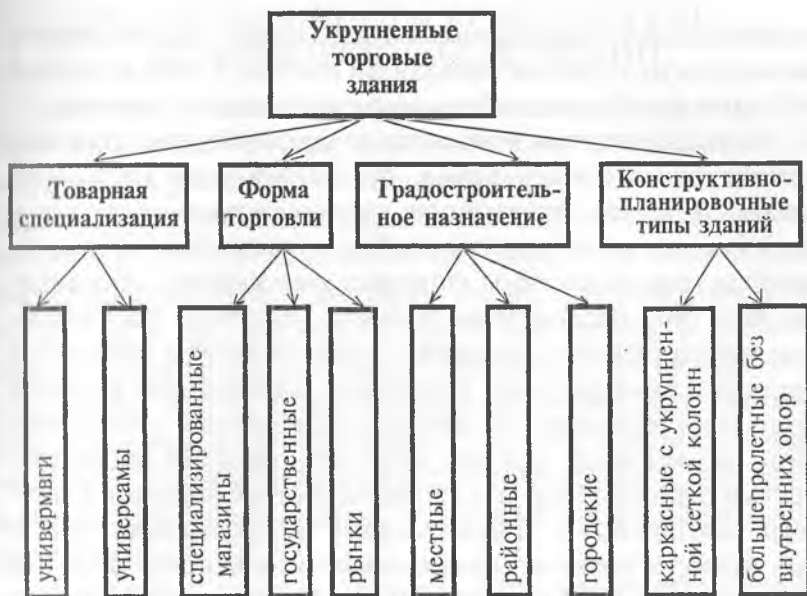 Укрупненные
торговые
здания
Товарная
специализация
Форма
торговли
Градостроитель-
ное назначение
Конструктивно-
планировочные
типы зданий
универмвги
универсамы
специализированные
магазины
государственные
рынки
местные
районные
городские
каркасные с укрупнен-
ной сеткой колонн
большепролетные без
внутренних опор